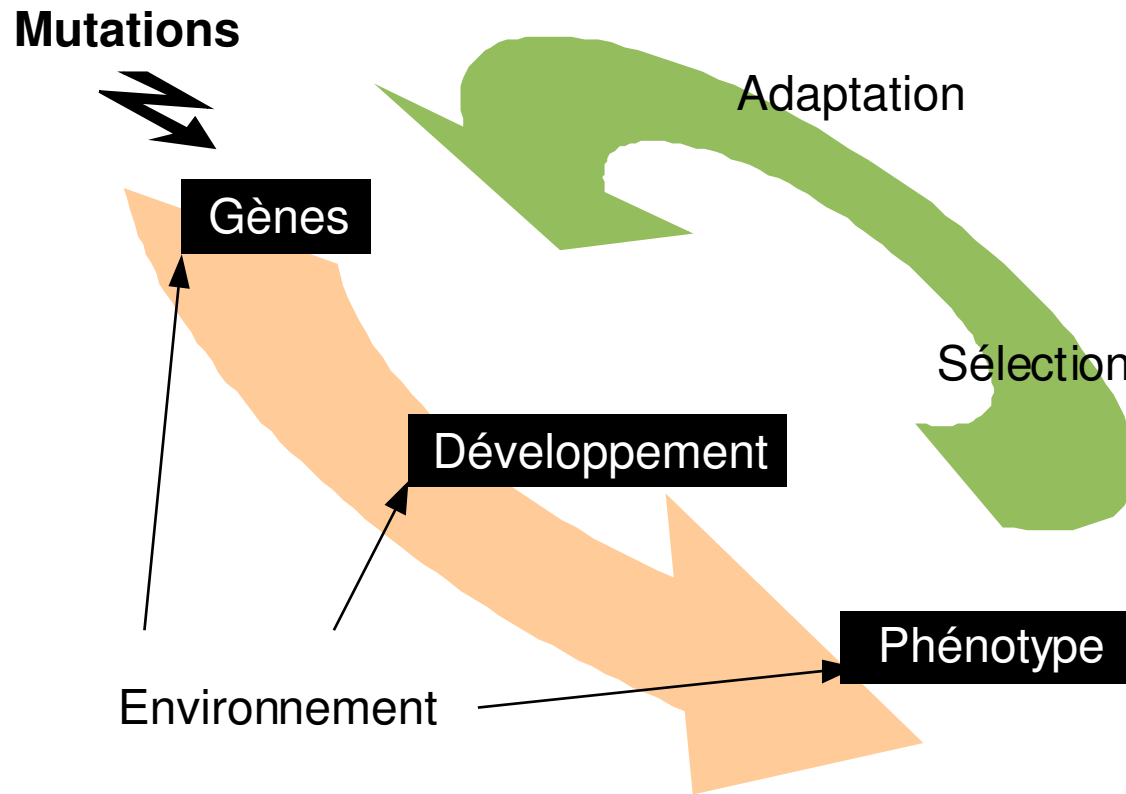 Mutations
Adaptation
Gènes
Sélection
Développement
Phénotype
Environnement